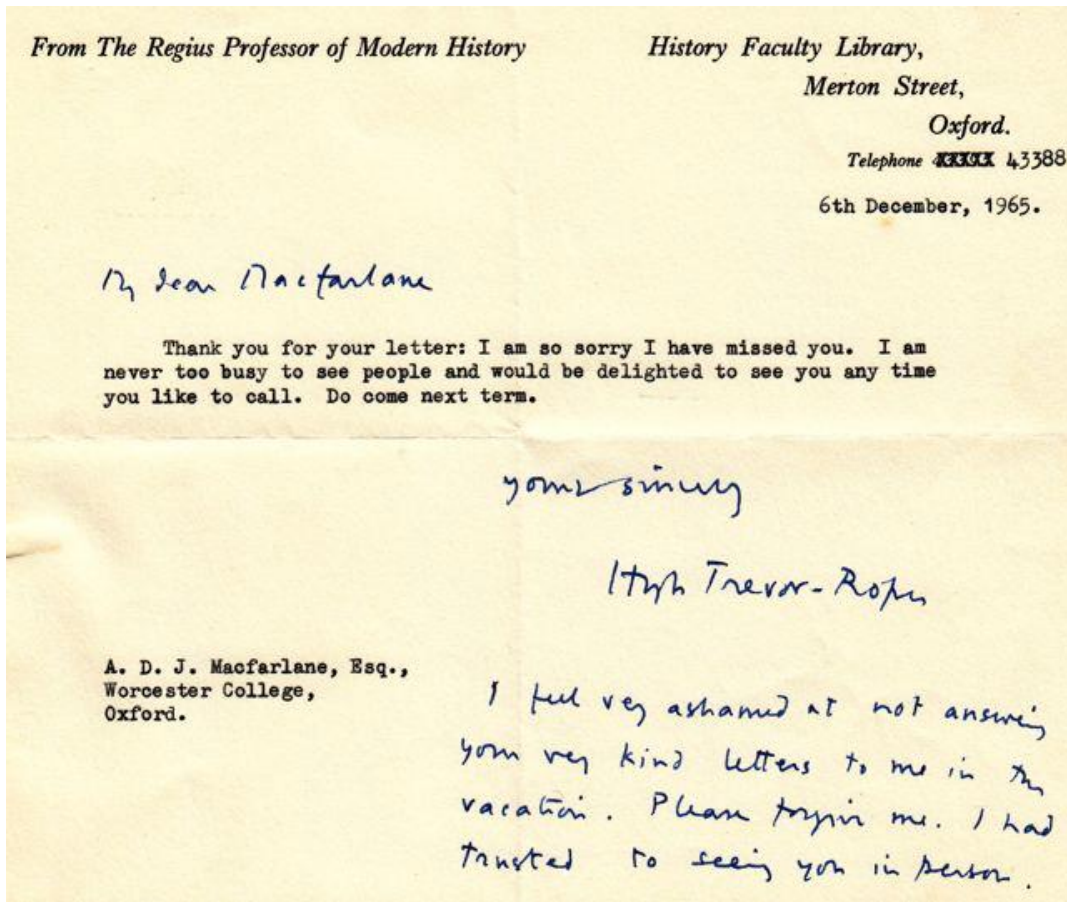 From The Regius Professor of Modern History
History Faculty Library,
Merton Street,
Oxford.
Telephone 43388
6th December, 1965.
My dear Macfarlane
Thank you for your letter: I am so sorry I have missed you. I am
never too busy to see people and would be delighted to see you any time
you like to call. Do come next term.
yours sincerely
Hugh Trevor-Roper
A. D. J. Macfarlane, Esq.,
Worcester College,
Oxford.
I feel very ashamed at not answering
your very kind letters to me in the
vacation. Please forgive me. I had
trusted to seeing you in person.